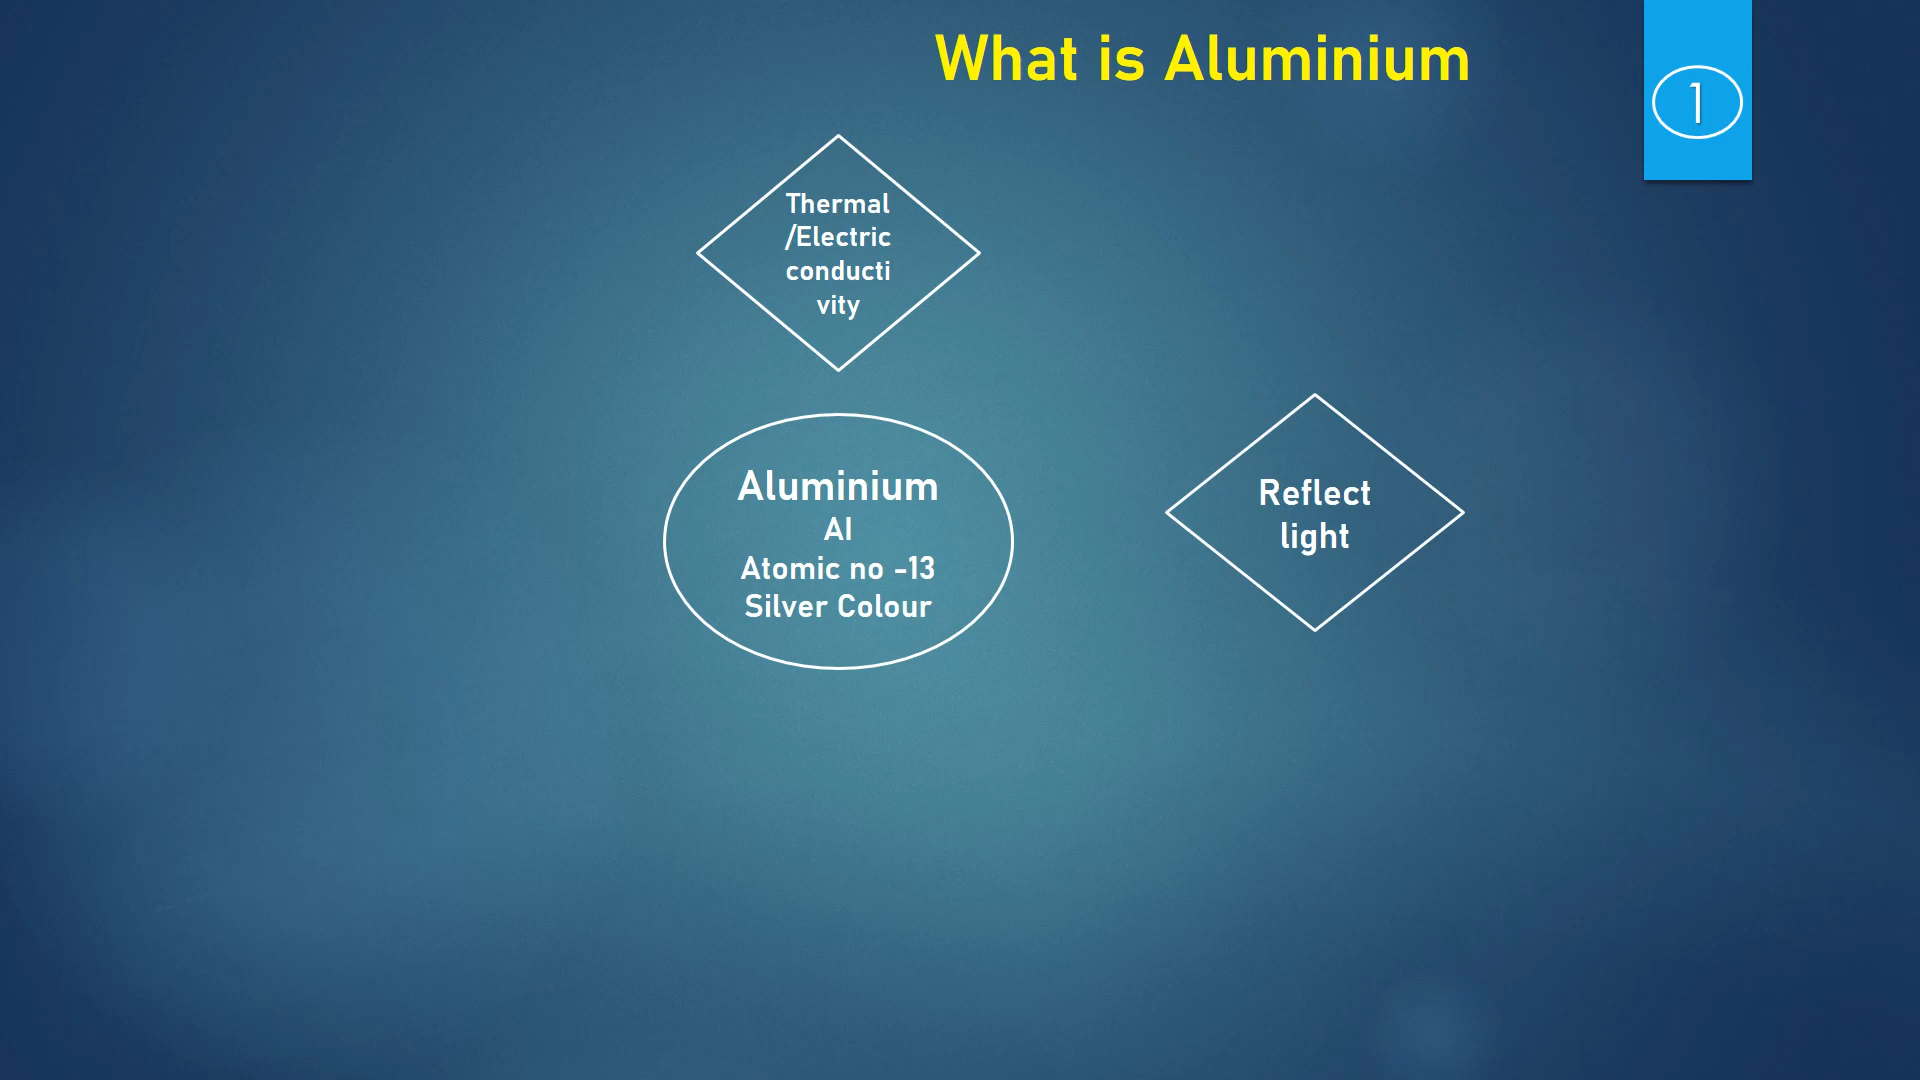 What is Aluminium
1
Thermal
/Electric
conducti
vity
Aluminium
Al
Atomic no -13
Silver Colour
Reflect
light